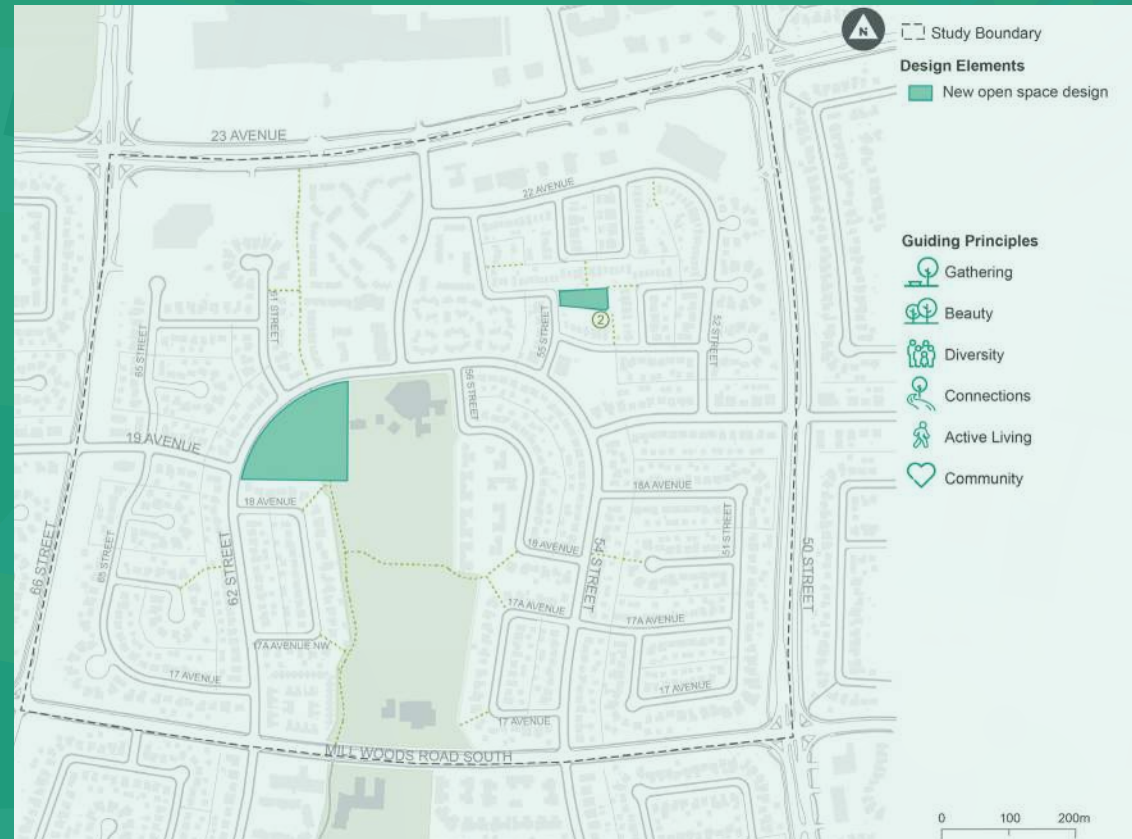 N
Study Boundary
Design Elements
New open space design
Guiding Principles
Gathering
Beauty
Diversity
Connections
Active Living
Community
23 AVENUE
22 AVENUE
61 STREET
65 STREET
55 STREET
52 STREET
2
56 STREET
19 AVENUE
18A AVENUE
18 AVENUE
51 STREET
66 STREET
65 STREET
62 STREET
18 AVENUE
54 STREET
50 STREET
17A AVENUE
17A AVENUE
17A AVENUE NW
17 AVENUE
17 AVENUE
17 AVENUE
MILL WOODS ROAD SOUTH
0 100 200m